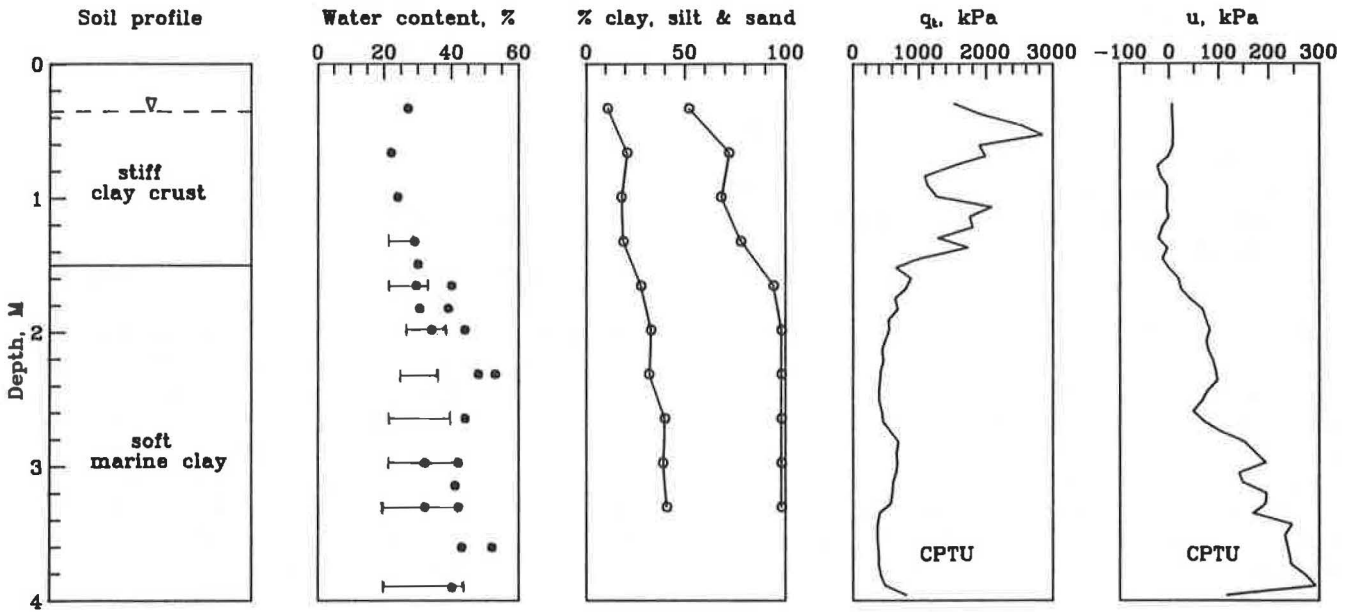 Soil profile
Water content, %
% clay, silt & sand
qt, kPa
u, kPa
0 20 40 60
0 50 100
0 1000 2000 3000
-100 0 100 200 300
0
1
2
3
4
Depth, M
stiff
clay crust
soft
marine clay
CPTU
CPTU